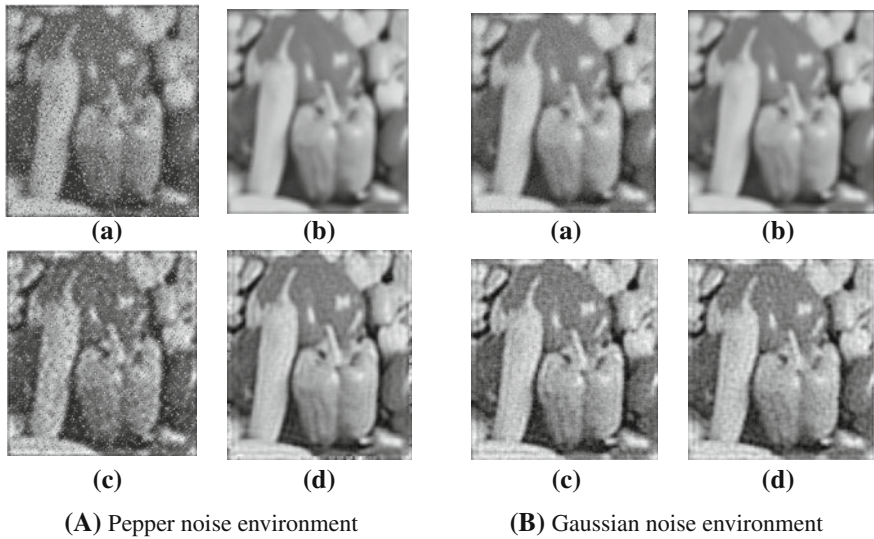 (a) (b) (a) (b)
(c) (d) (c) (d)
(A) Pepper noise environment (B) Gaussian noise environment